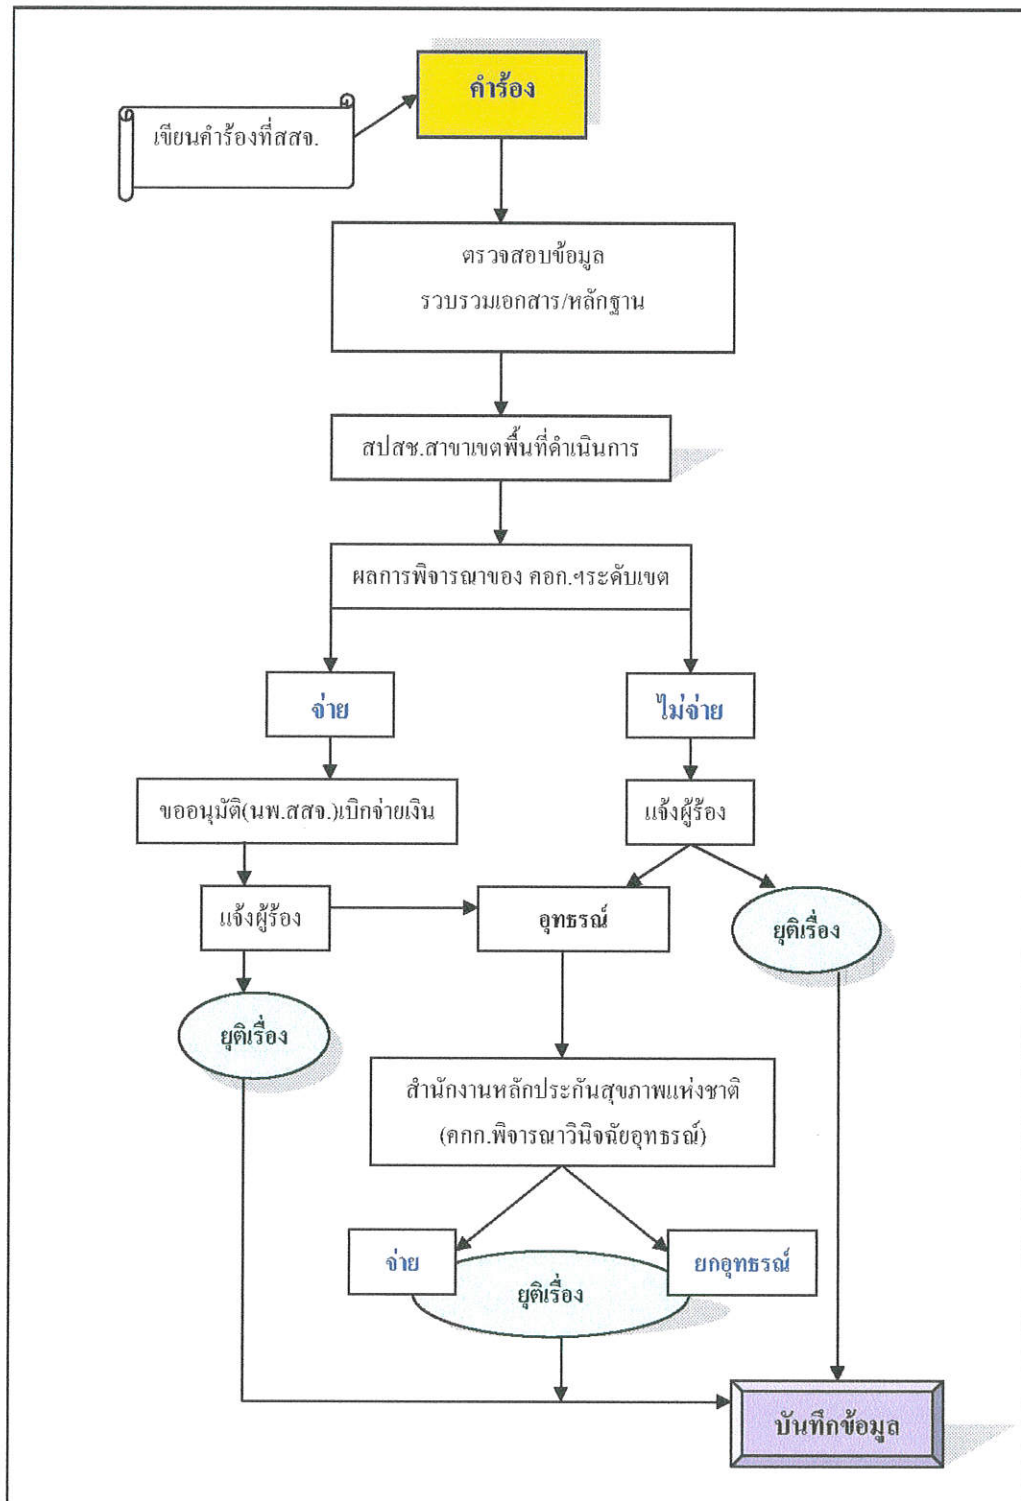 คำร้อง
เขียนคำร้องที่สสจ.
ตรวจสอบข้อมูล
รวบรวมเอกสาร/หลักฐาน
สปสช.สาขาเขตพื้นที่ดำเนินการ
ผลการพิจารณาของ คอก.ฯระดับเขต
จ่าย
ไม่จ่าย
ขออนุมัติ(นพ.สสจ.)เบิกจ่ายเงิน
แจ้งผู้ร้อง
แจ้งผู้ร้อง
อุทธรณ์
ยุติเรื่อง
ยุติเรื่อง
สำนักงานหลักประกันสุขภาพแห่งชาติ
(คกก.พิจารณาวินิจฉัยอุทธรณ์)
จ่าย
ยกอุทธรณ์
ยุติเรื่อง
บันทึกข้อมูล